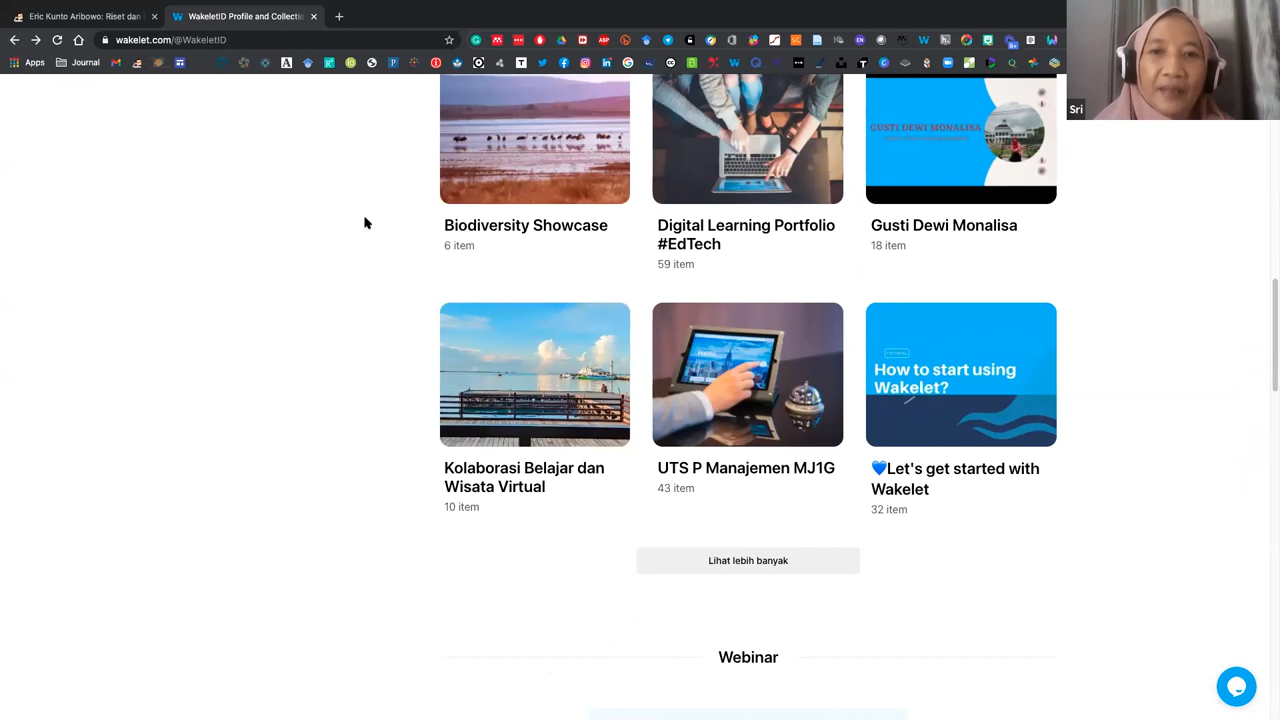 Eric Kunto Aribowo: Riset dan
WakeletID Profile and Collectio
wakelet.com/@WakeletID
Apps
Journal
Sri
GUSTI DEWI MONALISA
Biodiversity Showcase
6 item
Digital Learning Portfolio
#EdTech
59 item
Gusti Dewi Monalisa
18 item
TUTORIAL
How to start using
Wakelet?
Kolaborasi Belajar dan
Wisata Virtual
10 item
UTS P Manajemen MJ1G
43 item
💙Let's get started with
Wakelet
32 item
Lihat lebih banyak
Webinar